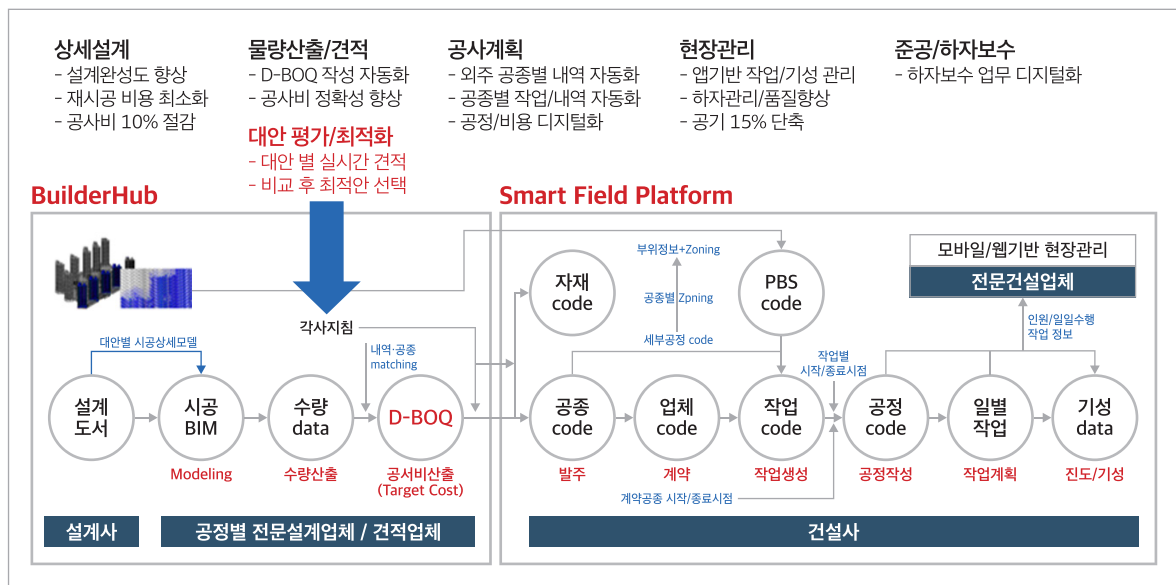 상세설계
- 설계완성도 향상
- 재시공 비용 최소화
- 공사비 10% 절감
물량산출/견적
- D-BOQ 작성 자동화
- 공사비 정확성 향상
대안 평가/최적화
- 대안 별 실시간 견적
- 비교 후 최적안 선택
공사계획
- 외주 공종별 내역 자동화
- 공종별 작업/내역 자동화
- 공정/비용 디지털화
현장관리
- 앱기반 작업/기성 관리
- 하자관리/품질향상
- 공기 15% 단축
준공/하자보수
- 하자보수 업무 디지털화
BuilderHub
각사지침
대안별 시공상세모델
내역·공종
matching
설계
도서
시공
BIM
수량
data
D-BOQ
Modeling
수량산출
공서비산출
(Target Cost)
설계사
공정별 전문설계업체 / 견적업체
Smart Field Platform
자재
code
부위정보+Zoning
공종별 Zpning
세부공정 code
PBS
code
모바일/웹기반 현장관리
전문건설업체
인원/일일수행
작업 정보
작업별
시작/종료시점
공종
code
업체
code
작업
code
공정
code
일별
작업
기성
data
발주
계약
작업생성
공정작성
작업계획
진도/기성
계약공종 시작/종료시점
건설사